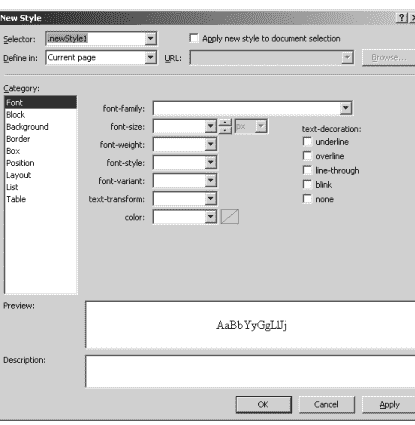 New Style
Selector: .newStyle1 Apply new style to document selection
Define in: Current page URL: Browse...
Category:
Font
Block
Background
Border
Box
Position
Layout
List
Table
font-family:
font-size: px
font-weight:
font-style:
font-variant:
text-transform:
color:
text-decoration:
underline
overline
line-through
blink
none
Preview:
AaBbYyGgLlJj
Description:
OK Cancel Apply